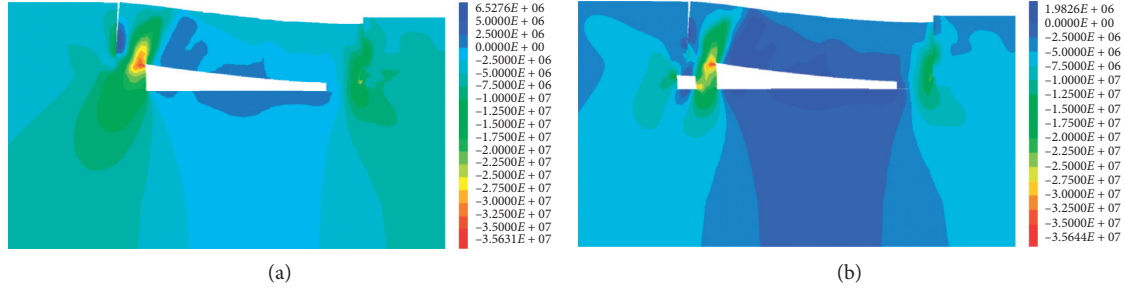 6.5276E + 06
5.0000E + 06
2.5000E + 06
0.0000E + 00
–2.5000E + 06
–5.0000E + 06
–7.5000E + 06
–1.0000E + 07
–1.2500E + 07
–1.5000E + 07
–1.7500E + 07
–2.0000E + 07
–2.2500E + 07
–2.5000E + 07
–2.7500E + 07
–3.0000E + 07
–3.2500E + 07
–3.5000E + 07
–3.5631E + 07
(a)
1.9826E + 06
0.0000E + 00
–2.5000E + 06
–5.0000E + 06
–7.5000E + 06
–1.0000E + 07
–1.2500E + 07
–1.5000E + 07
–1.7500E + 07
–2.0000E + 07
–2.2500E + 07
–2.5000E + 07
–2.7500E + 07
–3.0000E + 07
–3.2500E + 07
–3.5000E + 07
–3.5644E + 07
(b)